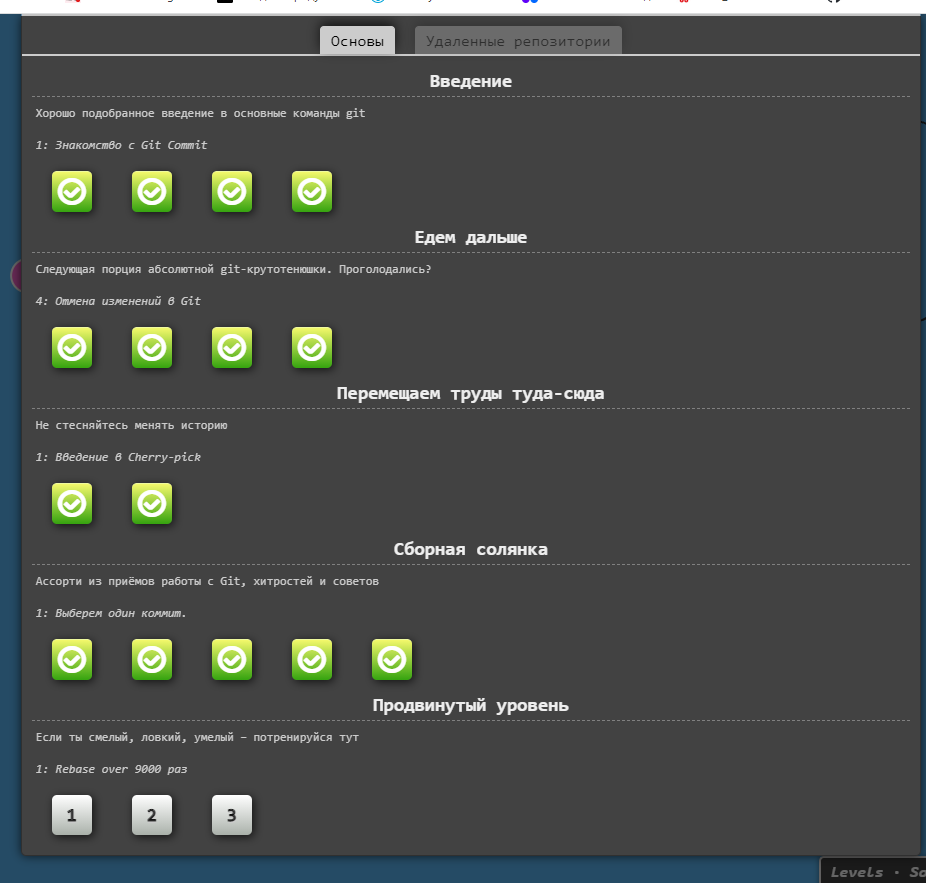 Основы Удаленные репозитории
Введение
Хорошо подобранное введение в основные команды git
1: Знакомство с Git Commit
Едем дальше
Следующая порция абсолютной git-крутотенюшки. Проголодались?
4: Отмена изменений в Git
Перемещаем труды туда-сюда
Не стесняйтесь менять историю
1: Введение в Cherry-pick
Сборная солянка
Ассорти из приёмов работы с Git, хитростей и советов
1: Выберем один коммит.
Продвинутый уровень
Если ты смелый, ловкий, умелый – потренируйся тут
1: Rebase over 9000 раз
1 2 3
Levels ·